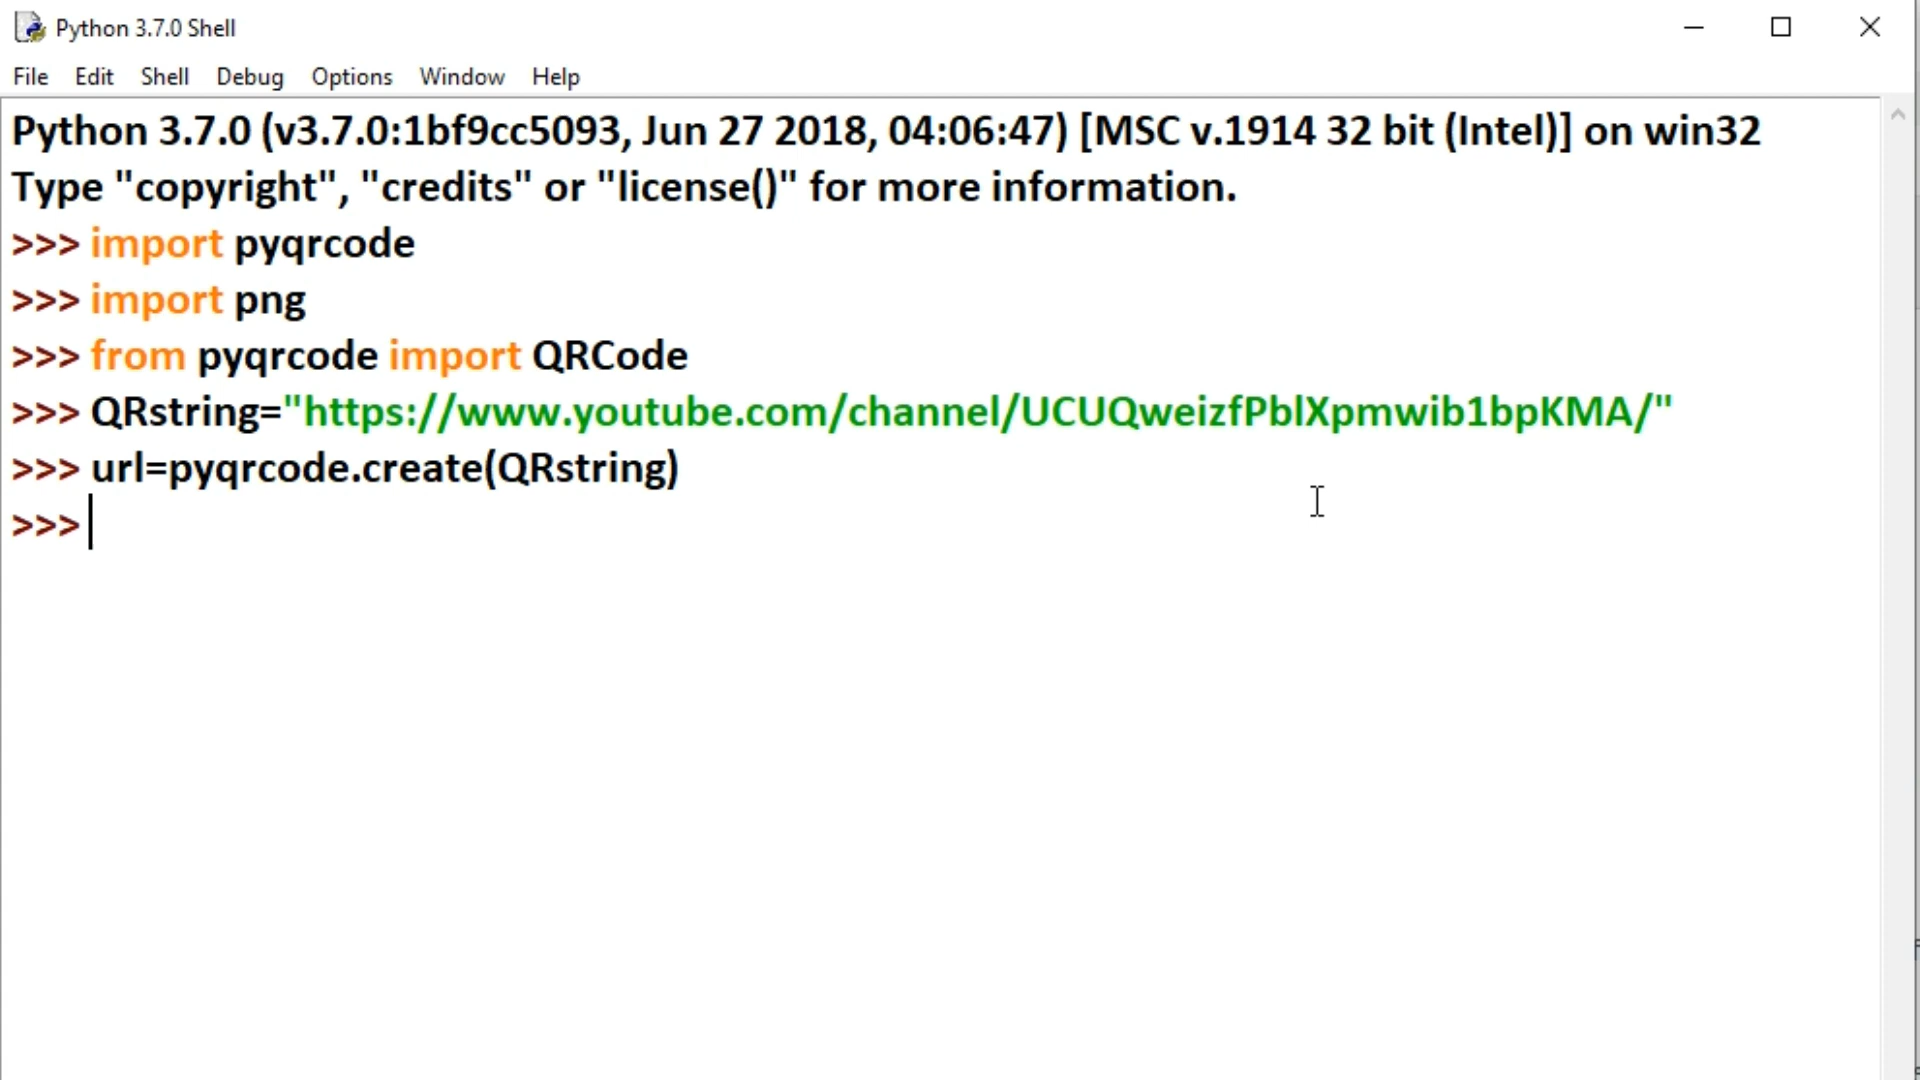 Python 3.7.0 Shell
File Edit Shell Debug Options Window Help
Python 3.7.0 (v3.7.0:1bf9cc5093, Jun 27 2018, 04:06:47) [MSC v.1914 32 bit (Intel)] on win32
Type "copyright", "credits" or "license()" for more information.
>>> import pyqrcode
>>> import png
>>> from pyqrcode import QRCode
>>> QRstring="https://www.youtube.com/channel/UCUQweizfPblXpmwib1bpKMA/"
>>> url=pyqrcode.create(QRstring)
>>>